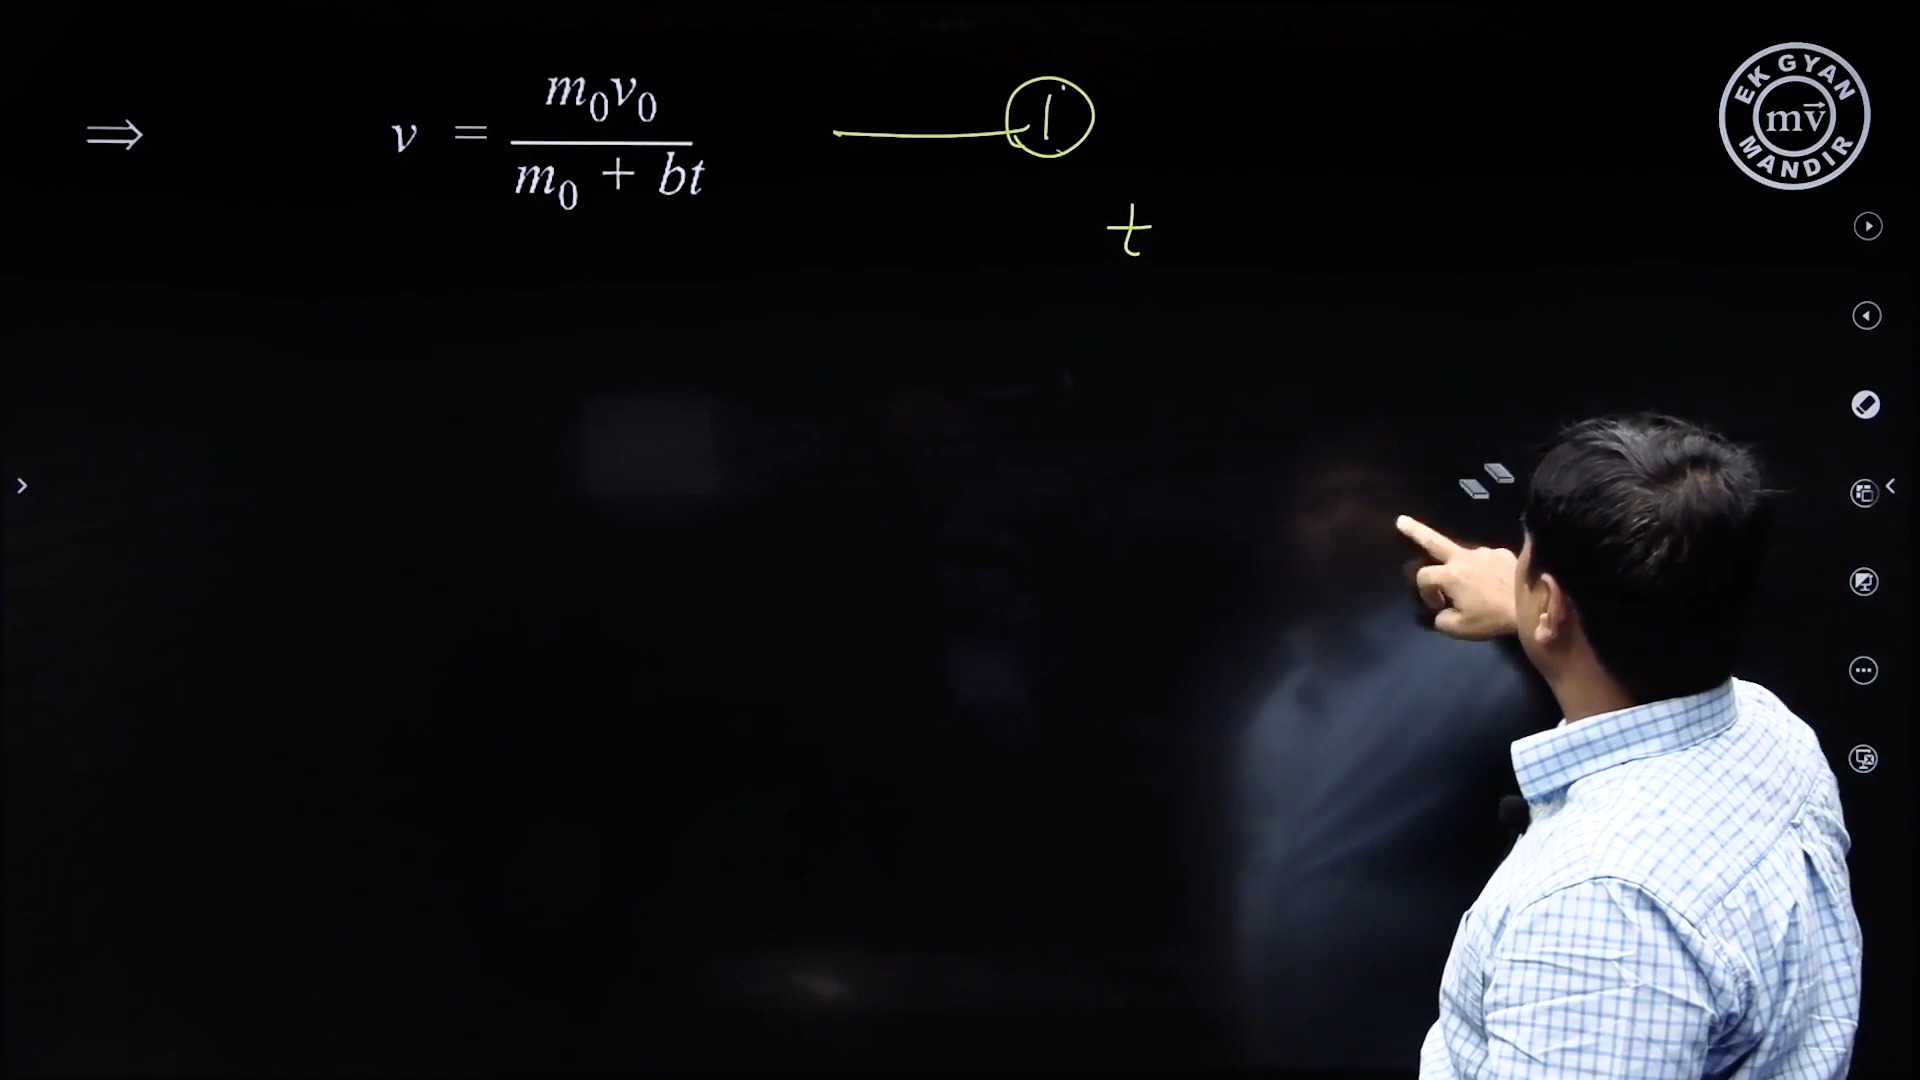 ⇒ v = m₀v₀ / (m₀ + bt) — ①
t
EK GYAN
mv⃗
MANDIR